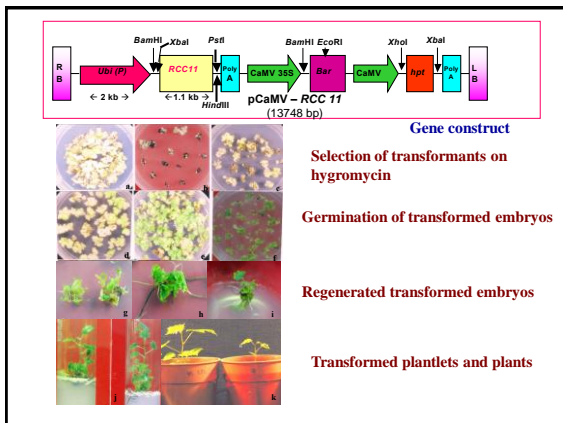 BamHI XbaI PstI BamHI EcoRI XhoI XbaI
RB Ubi (P) RCC11 Poly A CaMV 35S Bar CaMV hpt Poly A LB
← 2 kb → ← 1.1 kb → HindIII pCaMV – RCC 11
(13748 bp)
Gene construct
a b c
Selection of transformants on
hygromycin
d e f
Germination of transformed embryos
g h i
Regenerated transformed embryos
j k
Transformed plantlets and plants